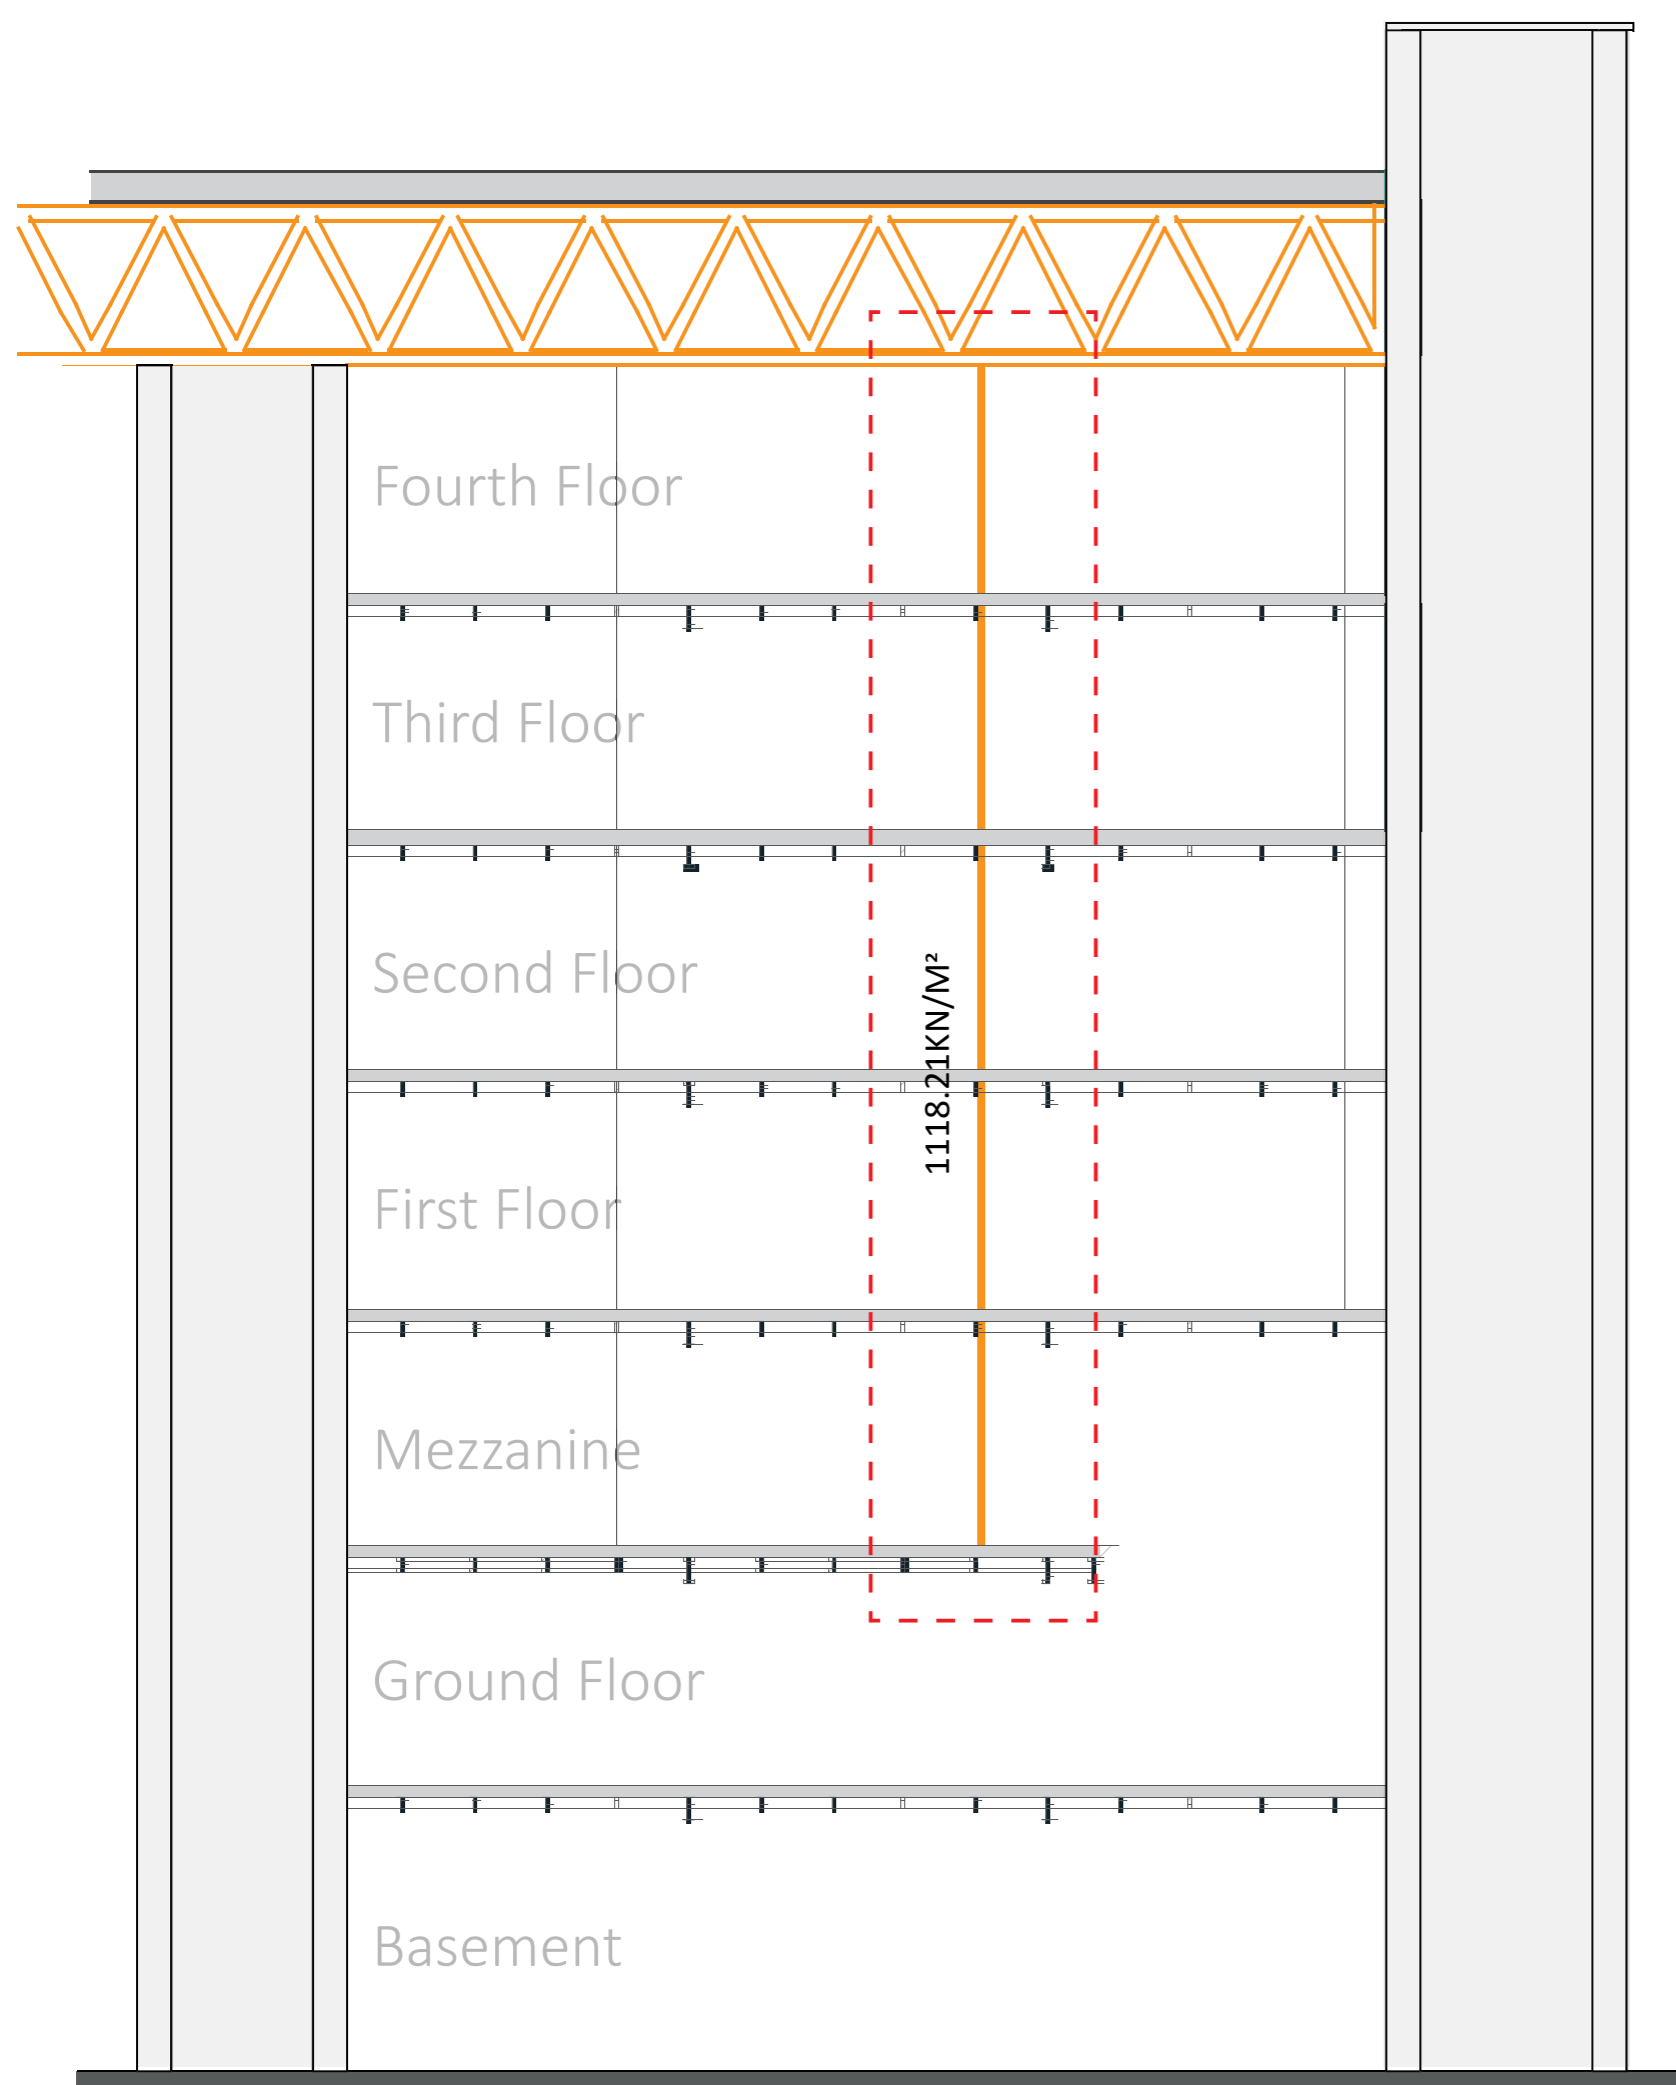 Fourth Floor
Third Floor
Second Floor
1118.21KN/M²
First Floor
Mezzanine
Ground Floor
Basement